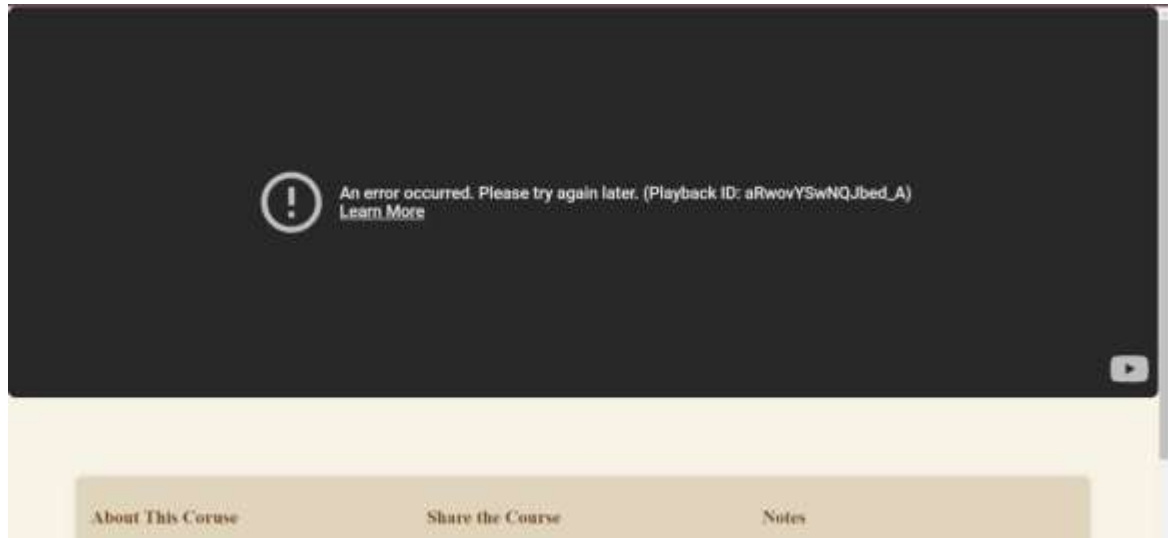 An error occurred. Please try again later. (Playback ID: aRwovYSwNQJbed_A)
Learn More
About This Coruse
Share the Course
Notes